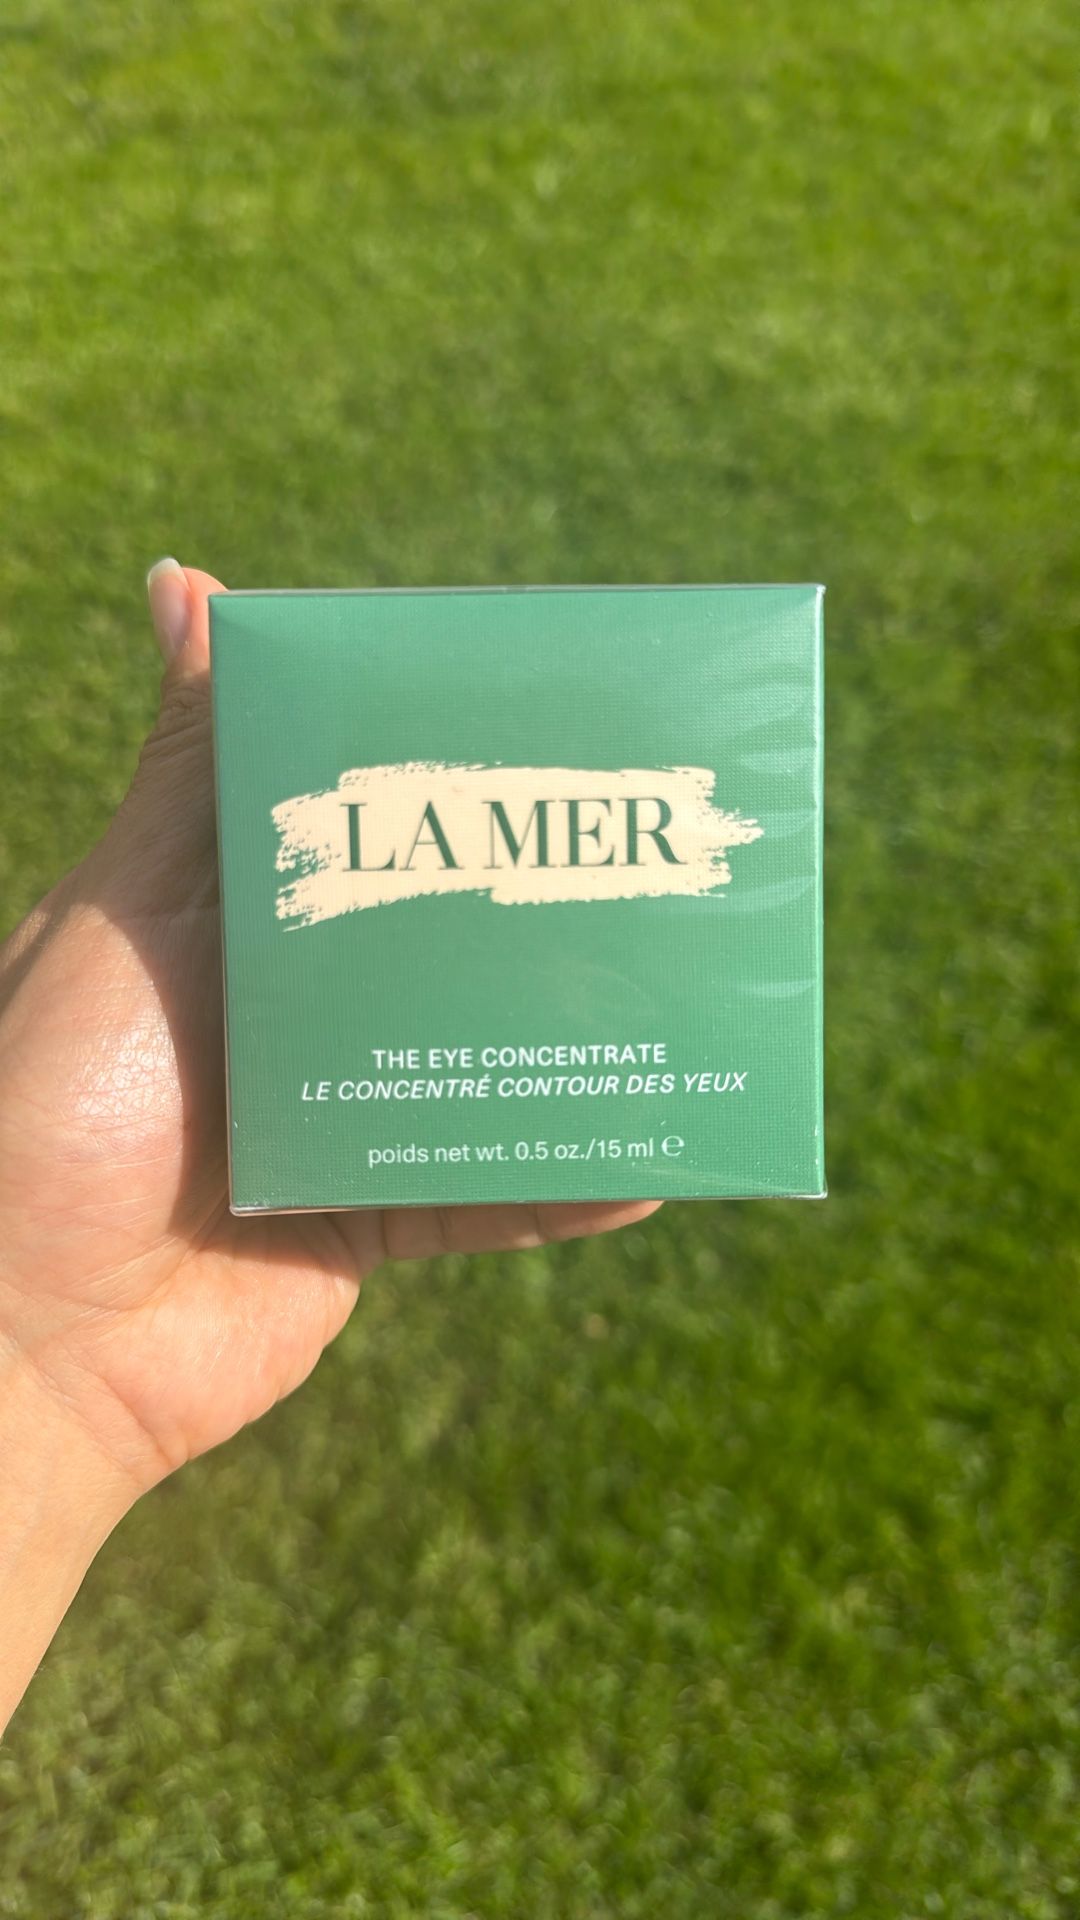 LA MER
THE EYE CONCENTRATE
LE CONCENTRÉ CONTOUR DES YEUX
poids net wt. 0.5 oz./15 ml ℮